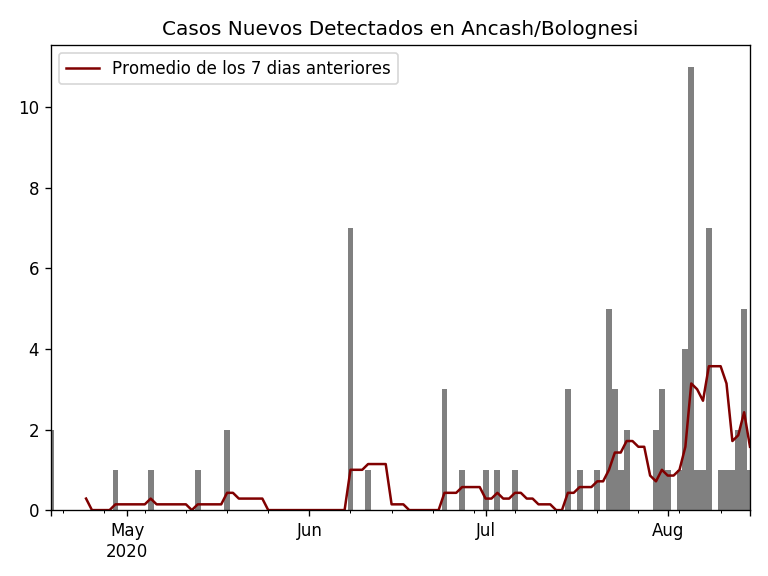 Casos Nuevos Detectados en Ancash/Bolognesi
Promedio de los 7 dias anteriores
10
8
6
4
2
0
May
2020
Jun
Jul
Aug